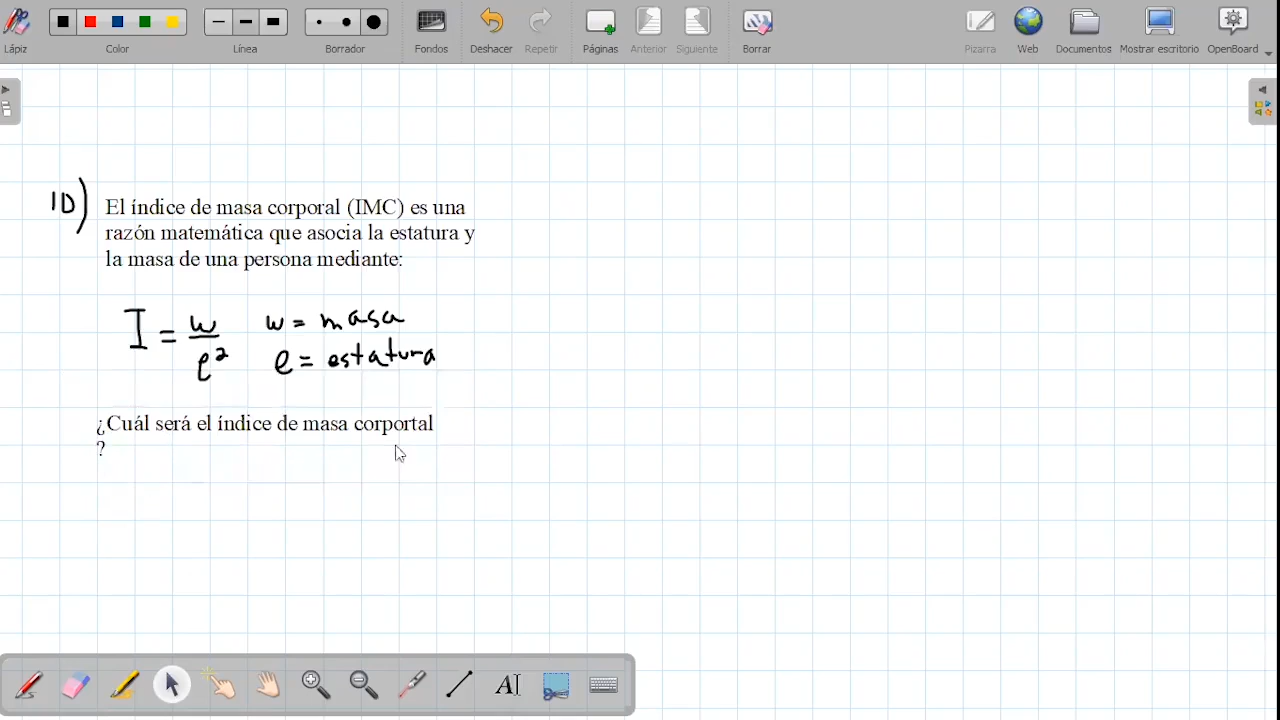 Lápiz
Color
Línea
Borrador
Fondos
Deshacer
Repetir
Páginas
Anterior
Siguiente
Borrar
Pizarra
Web
Documentos
Mostrar escritorio
OpenBoard
10)
El índice de masa corporal (IMC) es una
razón matemática que asocia la estatura y
la masa de una persona mediante:
I = w/e² w = masa
e = estatura
¿Cuál será el índice de masa corportal
?
AI